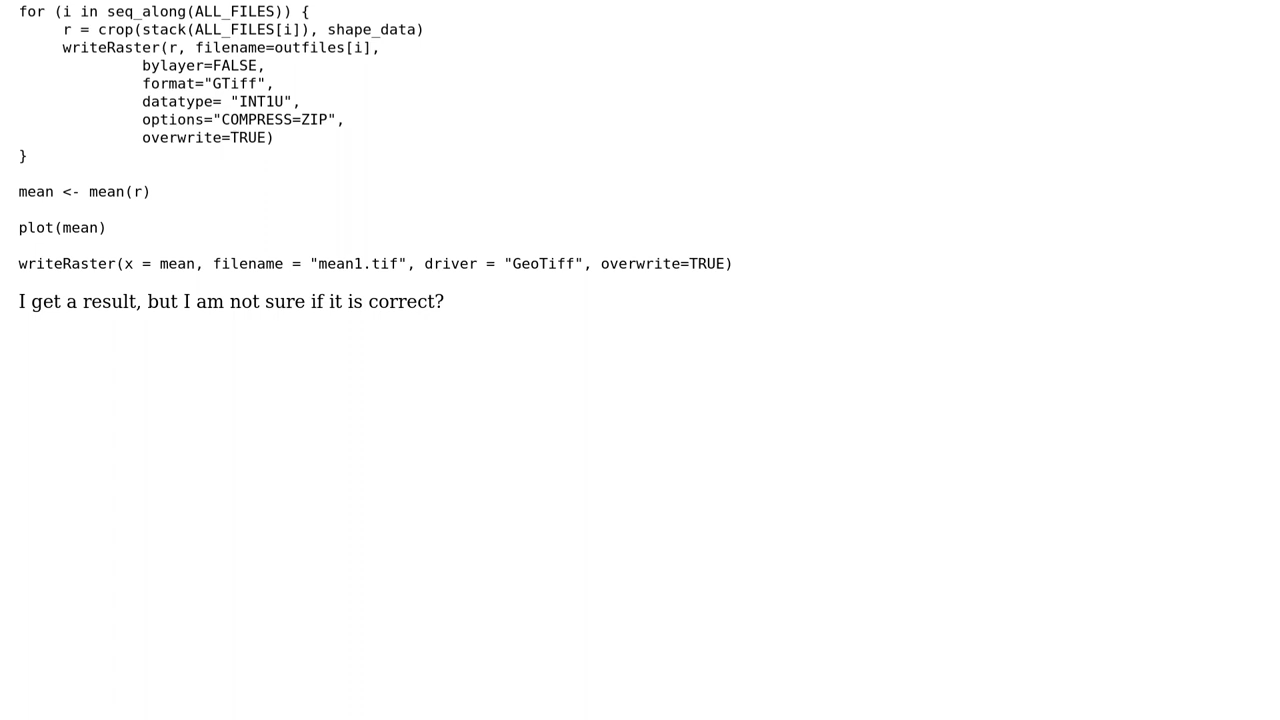 for (i in seq_along(ALL_FILES)) {
     r = crop(stack(ALL_FILES[i]), shape_data)
     writeRaster(r, filename=outfiles[i],
              bylayer=FALSE,
              format="GTiff",
              datatype= "INT1U",
              options="COMPRESS=ZIP",
              overwrite=TRUE)
}
mean <- mean(r)
plot(mean)
writeRaster(x = mean, filename = "mean1.tif", driver = "GeoTiff", overwrite=TRUE)
I get a result, but I am not sure if it is correct?